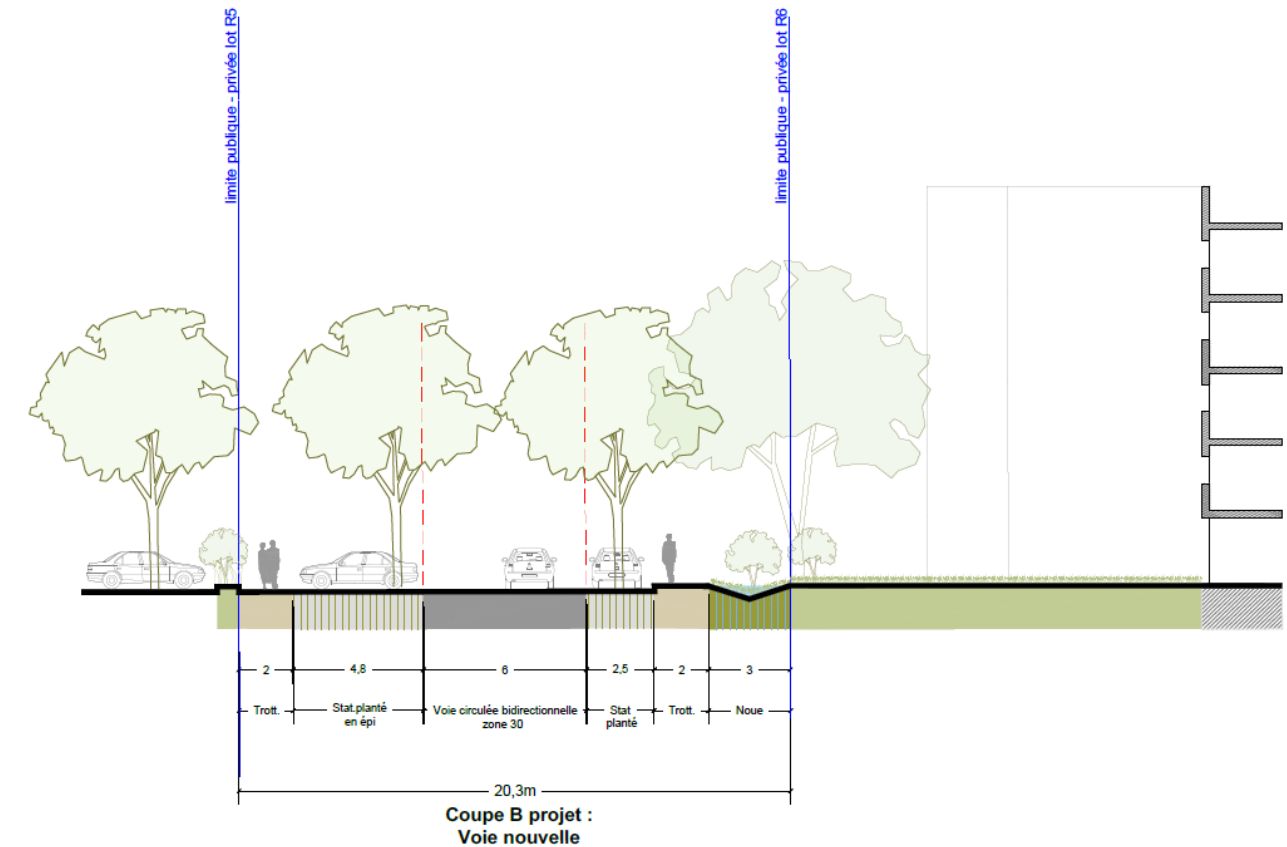 limite publique - privée lot R5
limite publique - privée lot R6
2
4,8
6
2,5
2
3
Trott.
Stat.planté
en épi
Voie circulée bidirectionnelle
zone 30
Stat
planté
Trott.
Noue
20,3m
Coupe B projet :
Voie nouvelle